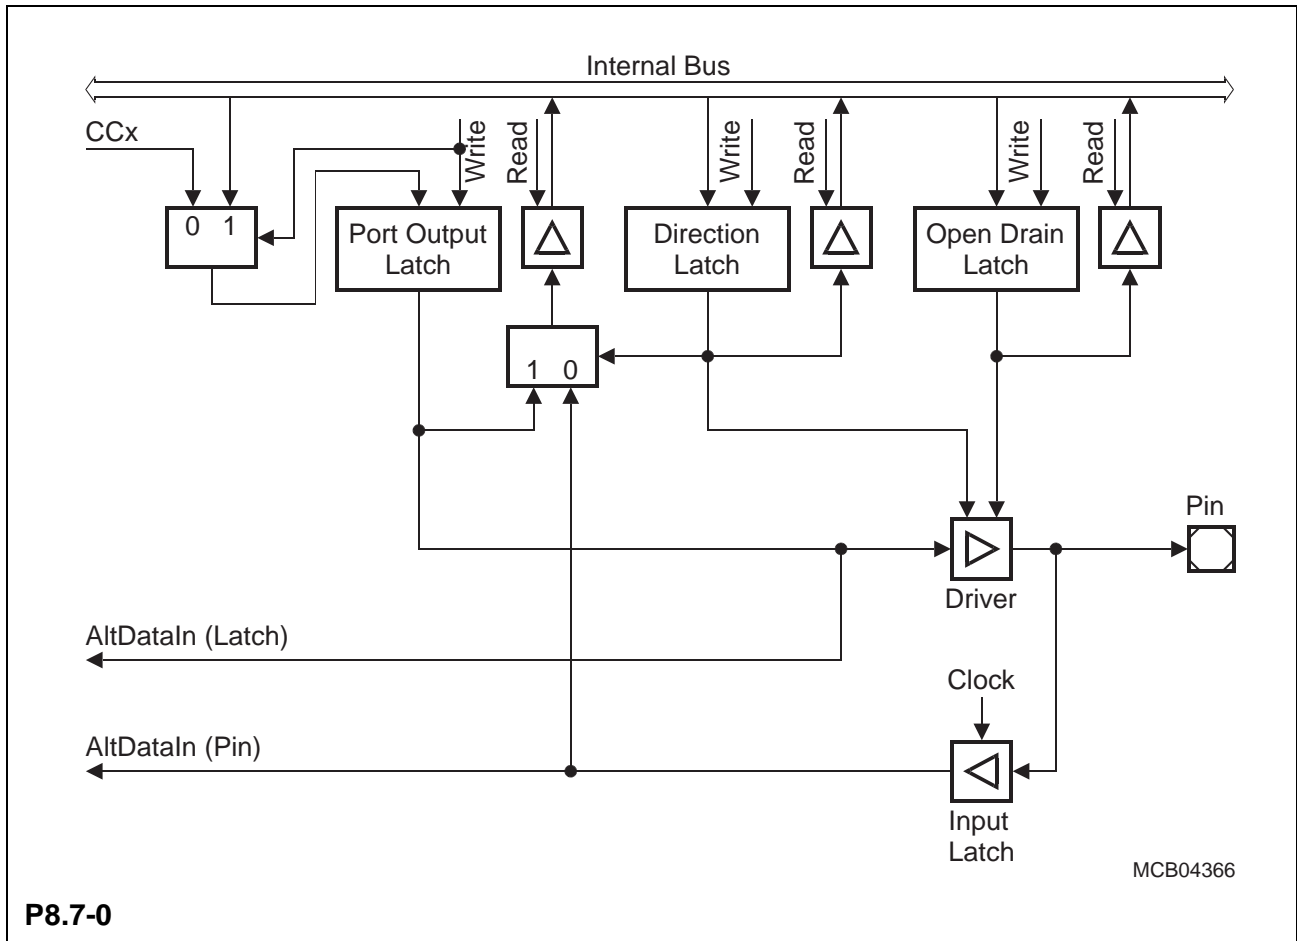 Internal Bus
CCx
Write
Read
Write
Read
Write
Read
0 1
Port Output
Latch
Direction
Latch
Open Drain
Latch
1 0
Pin
Driver
AltDataIn (Latch)
Clock
AltDataIn (Pin)
Input
Latch
MCB04366
P8.7-0